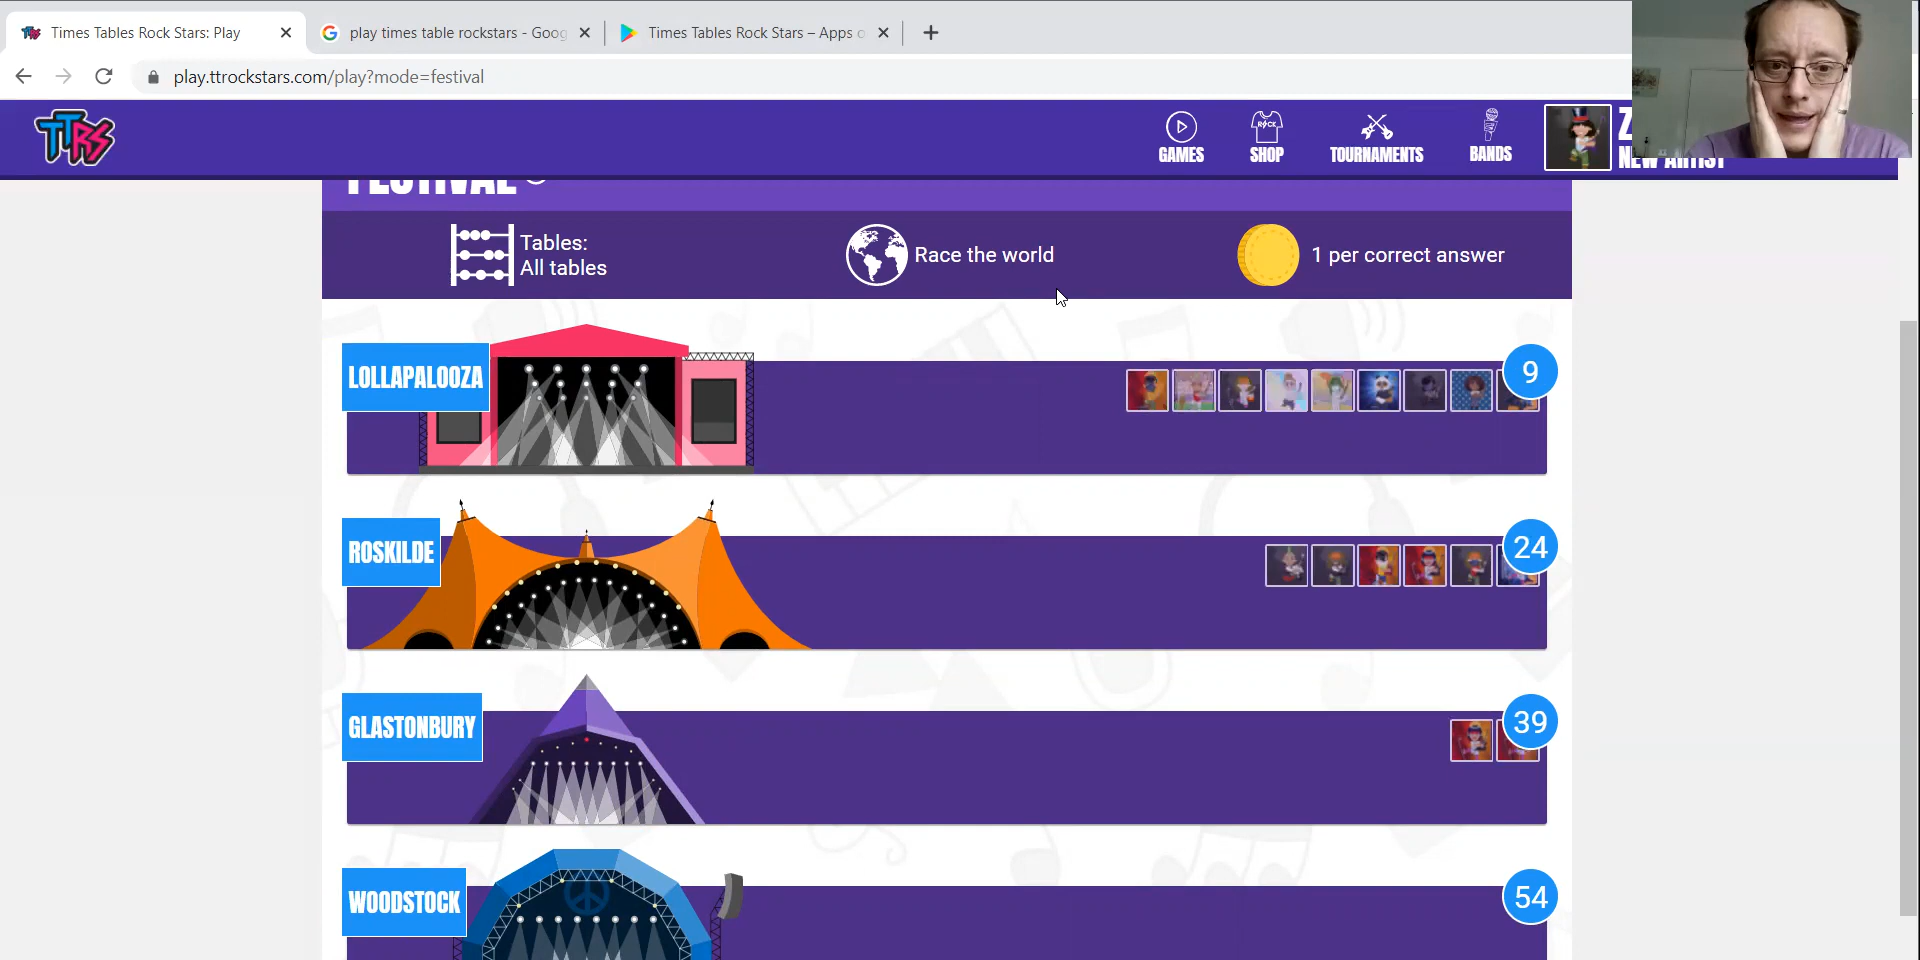 Times Tables Rock Stars: Play
play times table rockstars - Goog
Times Tables Rock Stars – Apps o
play.ttrockstars.com/play?mode=festival
TTRS
GAMES
ROCK
SHOP
TOURNAMENTS
BANDS
Z
NEW ARTIST
FESTIVAL
Tables:
All tables
Race the world
1 per correct answer
LOLLAPALOOZA
9
ROSKILDE
24
GLASTONBURY
39
WOODSTOCK
54